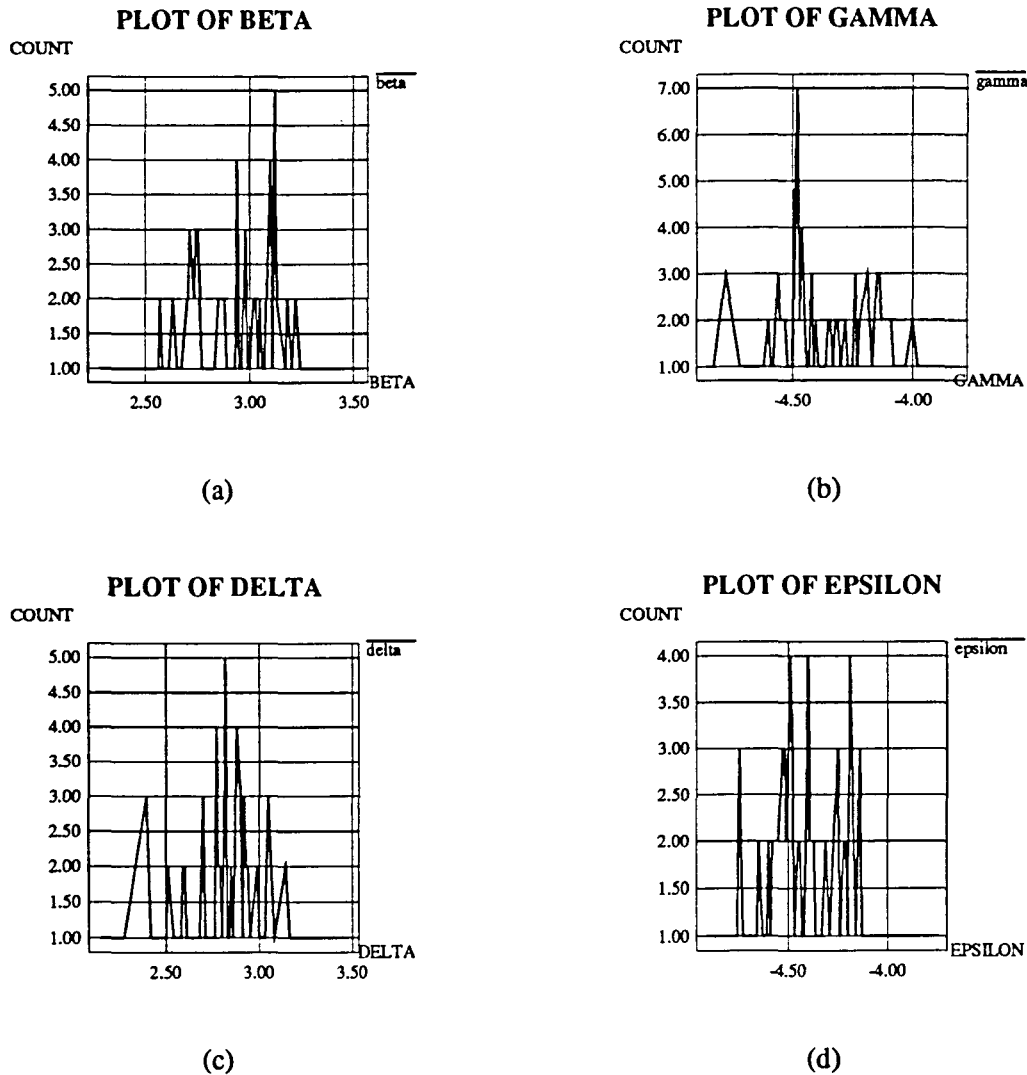 PLOT OF BETA
COUNT
beta
5.00
4.50
4.00
3.50
3.00
2.50
2.00
1.50
1.00
BETA
2.50 3.00 3.50
(a)
PLOT OF GAMMA
COUNT
gamma
7.00
6.00
5.00
4.00
3.00
2.00
1.00
GAMMA
-4.50 -4.00
(b)
PLOT OF DELTA
COUNT
delta
5.00
4.50
4.00
3.50
3.00
2.50
2.00
1.50
1.00
DELTA
2.50 3.00 3.50
(c)
PLOT OF EPSILON
COUNT
epsilon
4.00
3.50
3.00
2.50
2.00
1.50
1.00
EPSILON
-4.50 -4.00
(d)